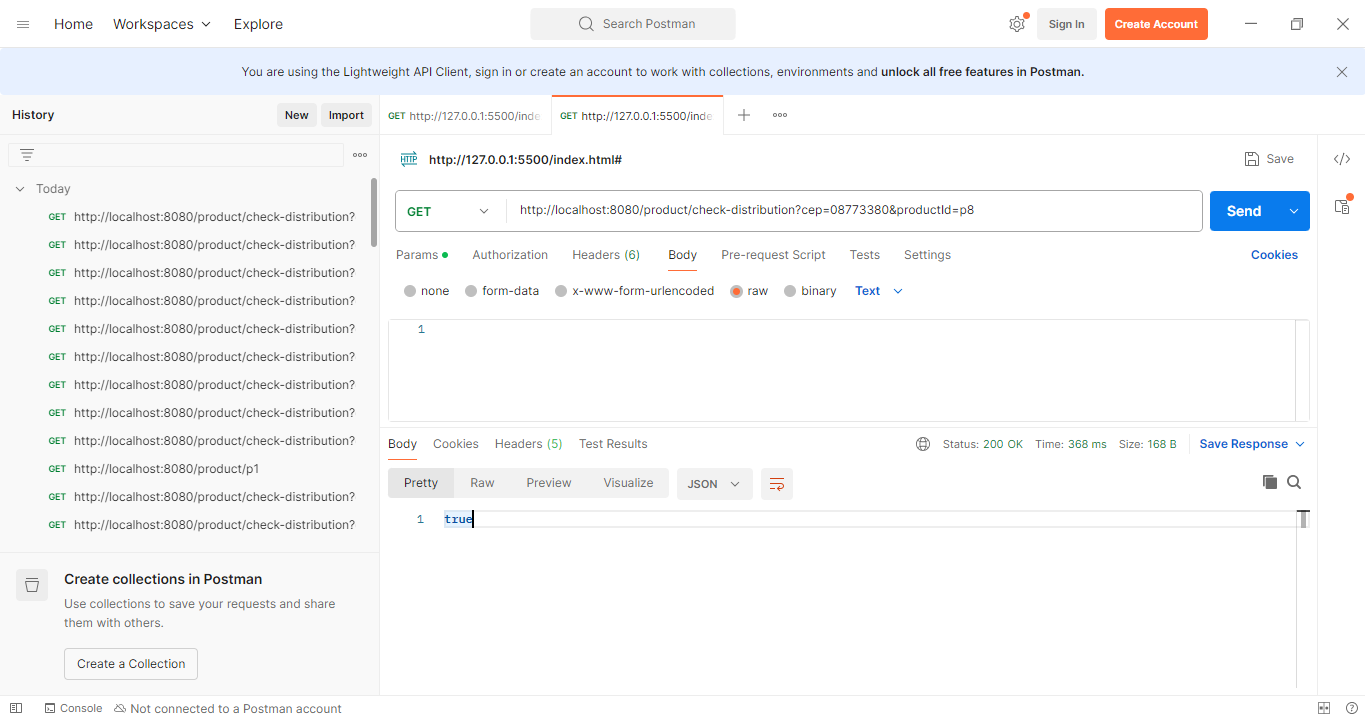 Home Workspaces Explore Search Postman Sign In Create Account
You are using the Lightweight API Client, sign in or create an account to work with collections, environments and unlock all free features in Postman.
History New Import
GET http://127.0.0.1:5500/inde GET http://127.0.0.1:5500/inde
Today
GET http://localhost:8080/product/check-distribution?
GET http://localhost:8080/product/check-distribution?
GET http://localhost:8080/product/check-distribution?
GET http://localhost:8080/product/check-distribution?
GET http://localhost:8080/product/check-distribution?
GET http://localhost:8080/product/check-distribution?
GET http://localhost:8080/product/check-distribution?
GET http://localhost:8080/product/check-distribution?
GET http://localhost:8080/product/check-distribution?
GET http://localhost:8080/product/p1
GET http://localhost:8080/product/check-distribution?
GET http://localhost:8080/product/check-distribution?
Create collections in Postman
Use collections to save your requests and share
them with others.
Create a Collection
HTTP http://127.0.0.1:5500/index.html# Save
GET http://localhost:8080/product/check-distribution?cep=08773380&productId=p8 Send
Params Authorization Headers (6) Body Pre-request Script Tests Settings Cookies
none form-data x-www-form-urlencoded raw binary Text
1
Body Cookies Headers (5) Test Results Status: 200 OK Time: 368 ms Size: 168 B Save Response
Pretty Raw Preview Visualize JSON
1 true
Console Not connected to a Postman account